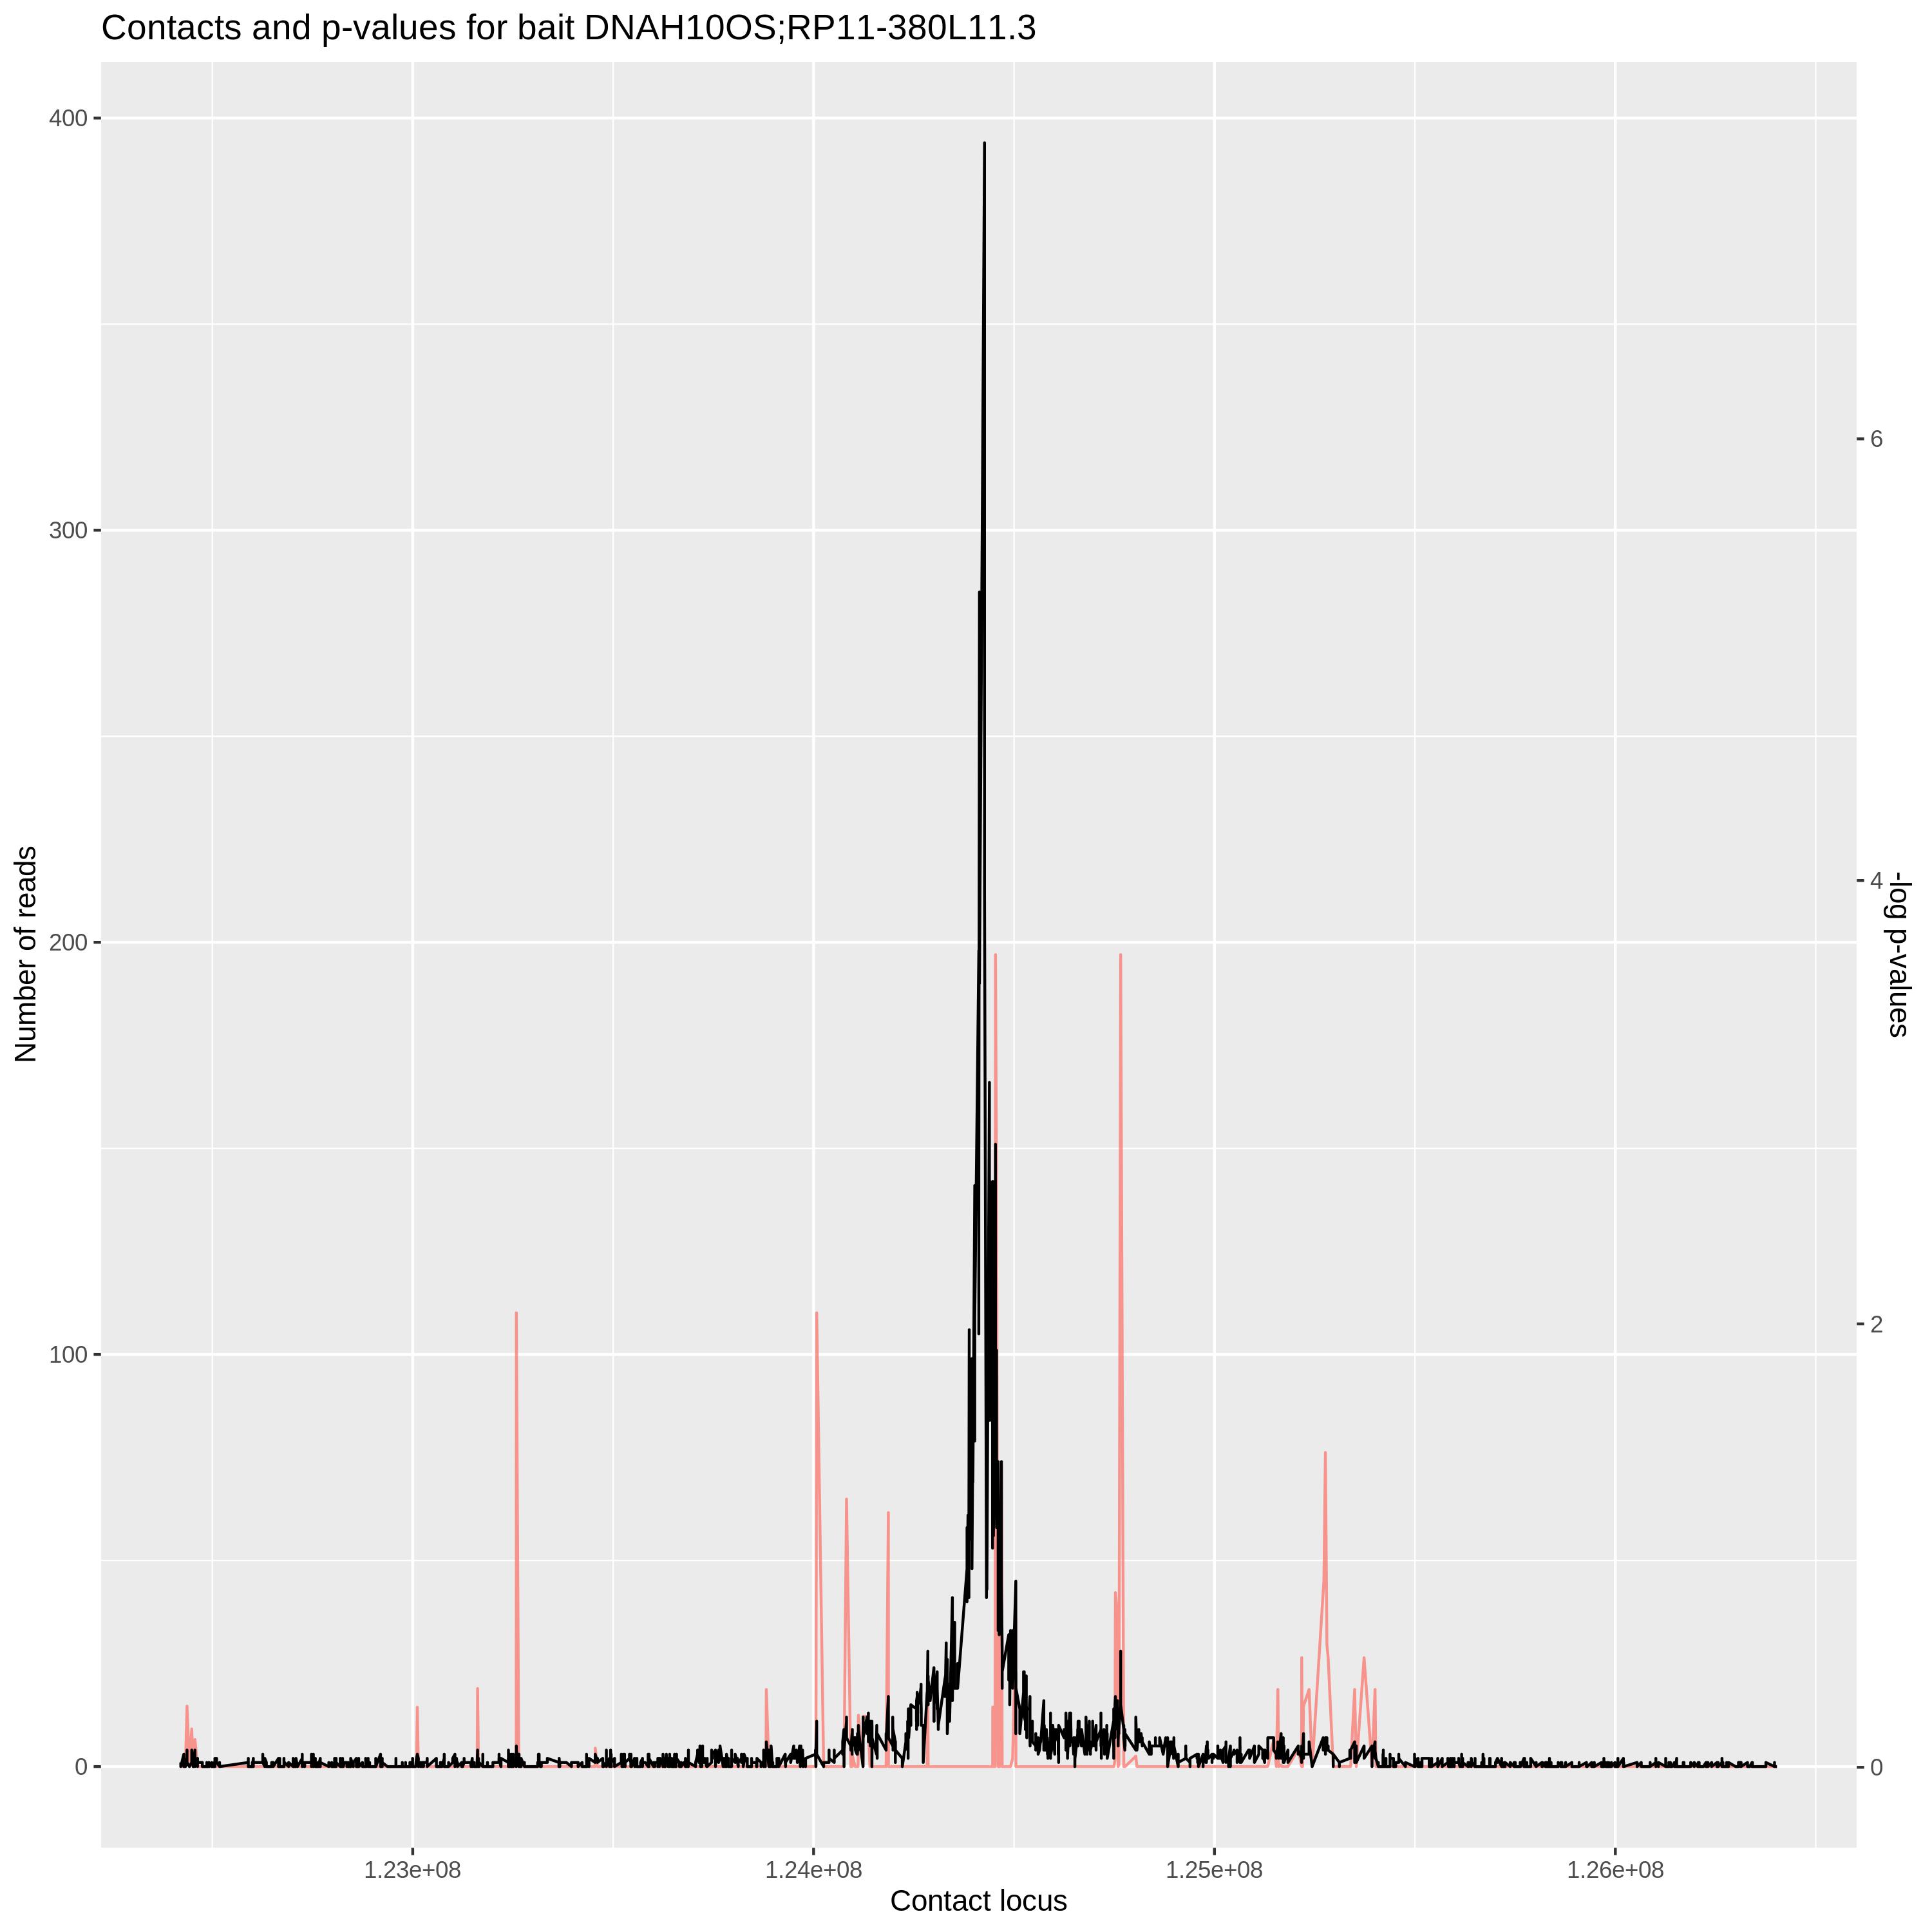 Contacts and p-values for bait DNAH10OS;RP11-380L11.3
400
300
200
100
0
Number of reads
6
4
2
0
-log p-values
1.23e+08
1.24e+08
1.25e+08
1.26e+08
Contact locus